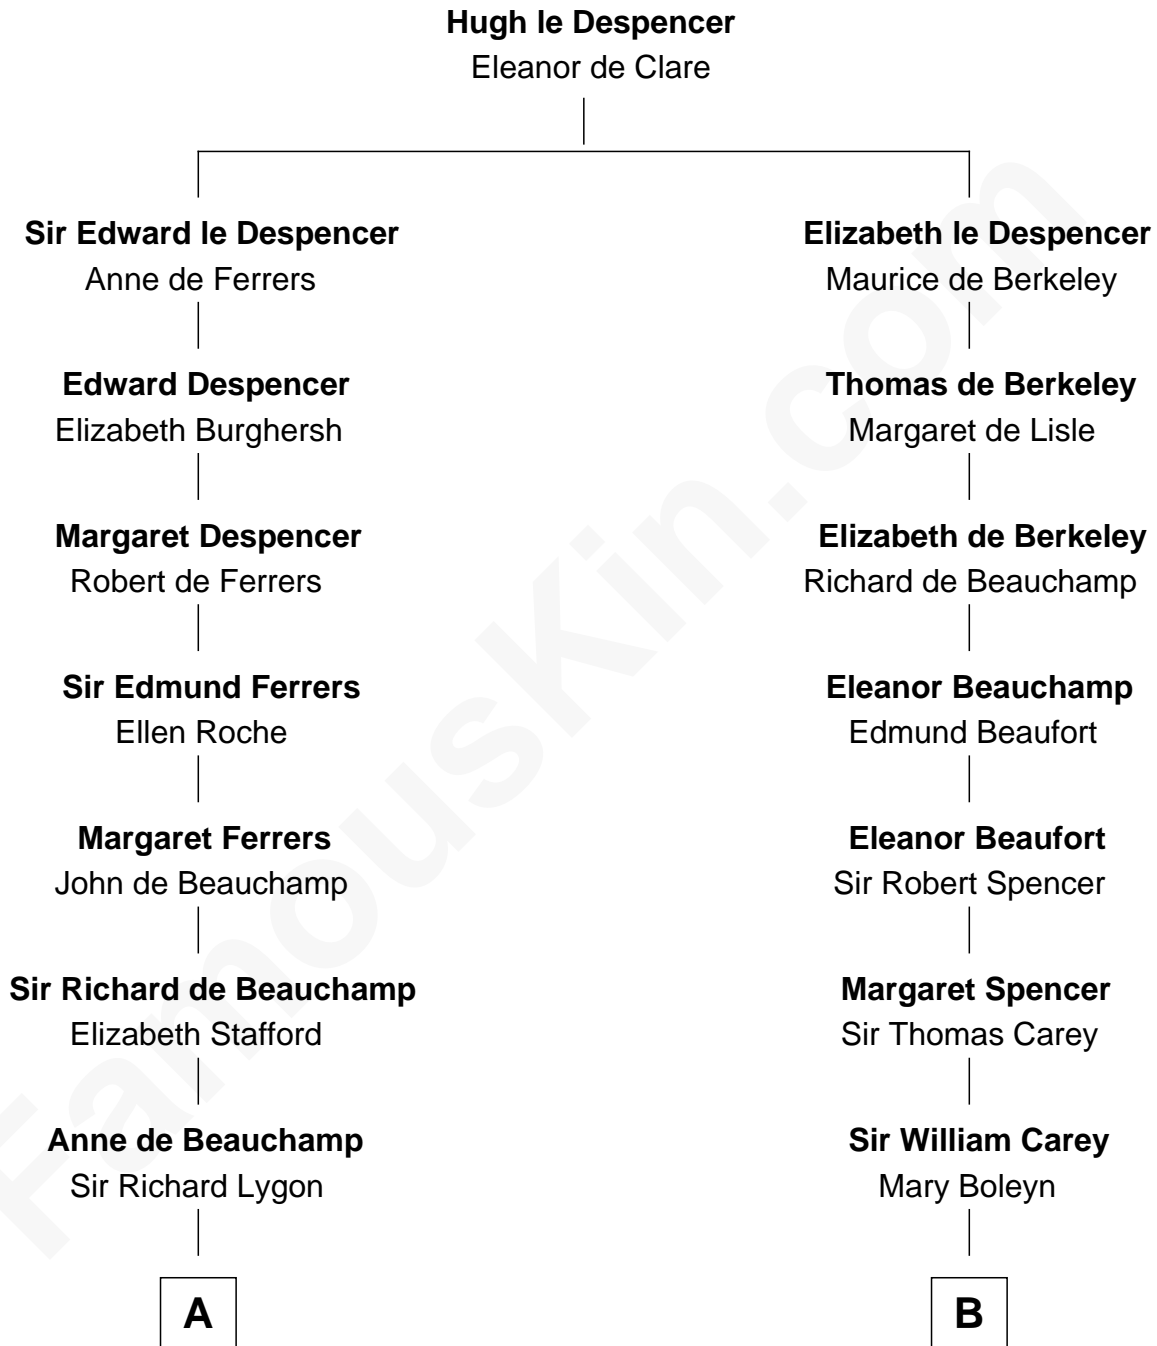 Hugh le Despencer
Eleanor de Clare
Sir Edward le Despencer
Anne de Ferrers
Elizabeth le Despencer
Maurice de Berkeley
Edward Despencer
Elizabeth Burghersh
Thomas de Berkeley
Margaret de Lisle
Margaret Despencer
Robert de Ferrers
Elizabeth de Berkeley
Richard de Beauchamp
Sir Edmund Ferrers
Ellen Roche
Eleanor Beauchamp
Edmund Beaufort
Margaret Ferrers
John de Beauchamp
Eleanor Beaufort
Sir Robert Spencer
Sir Richard de Beauchamp
Elizabeth Stafford
Margaret Spencer
Sir Thomas Carey
Anne de Beauchamp
Sir Richard Lygon
Sir William Carey
Mary Boleyn
A
B
FamousKin.com